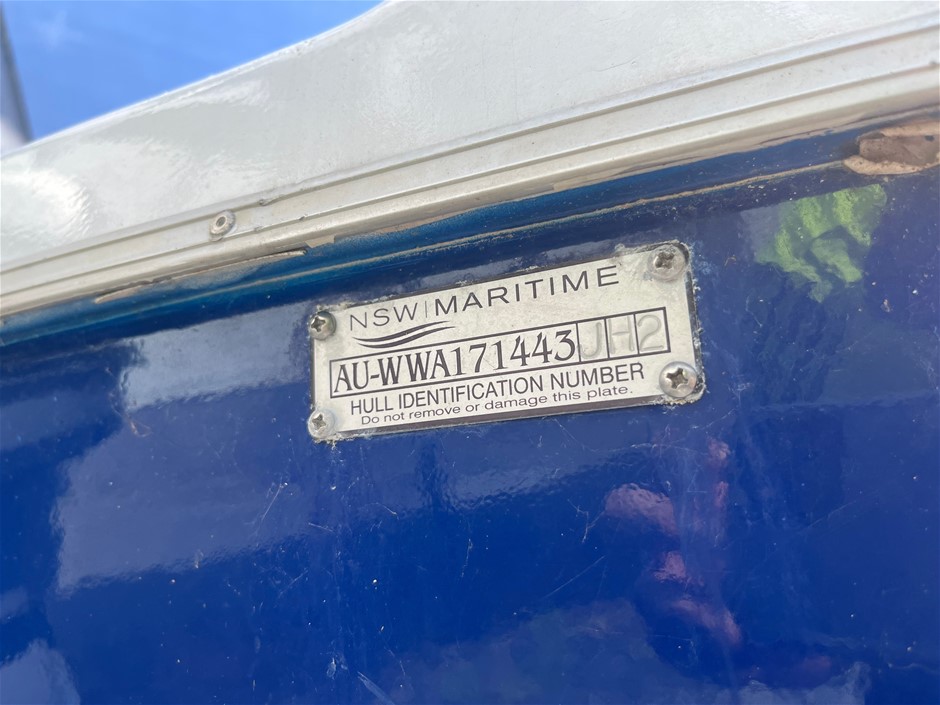 NSW MARITIME
AU-WWA171443JH2
HULL IDENTIFICATION NUMBER
Do not remove or damage this plate.